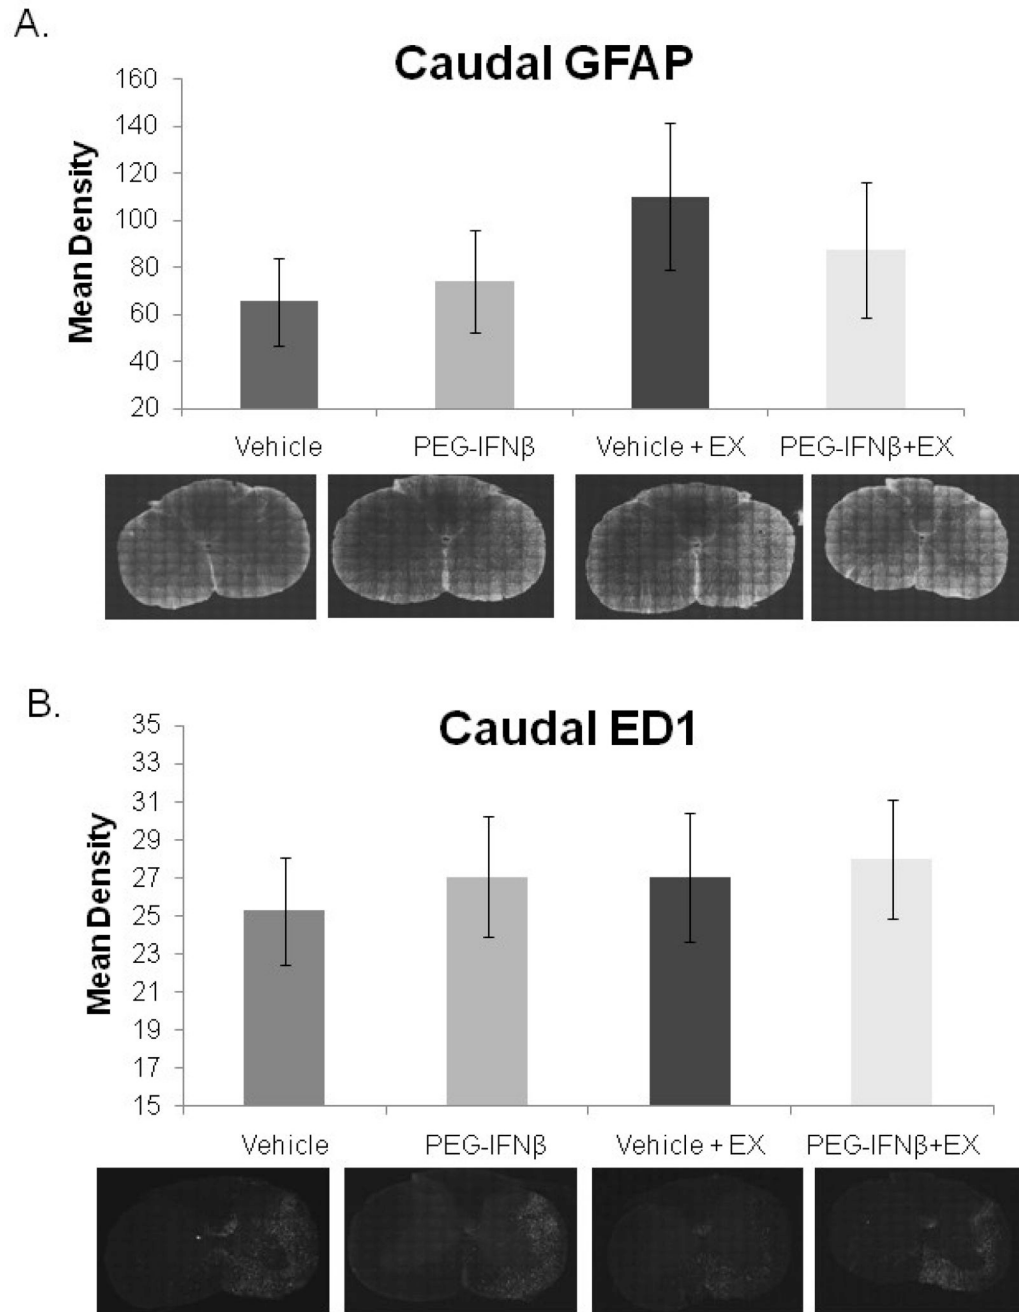 A.
Caudal GFAP
Mean Density
160
140
120
100
80
60
40
20
Vehicle PEG-IFNβ Vehicle + EX PEG-IFNβ+EX
B.
Caudal ED1
Mean Density
35
33
31
29
27
25
23
21
19
17
15
Vehicle PEG-IFNβ Vehicle + EX PEG-IFNβ+EX